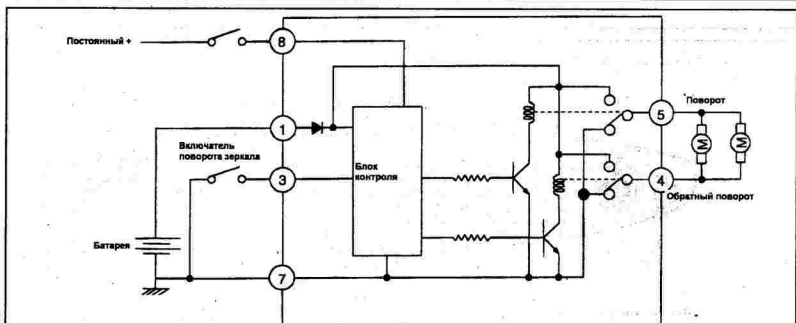 Постоянный +
8
Поворот
5
1
Включатель
поворота зеркала
Блок
контроля
М М
3
4
Обратный поворот
Батарея
7